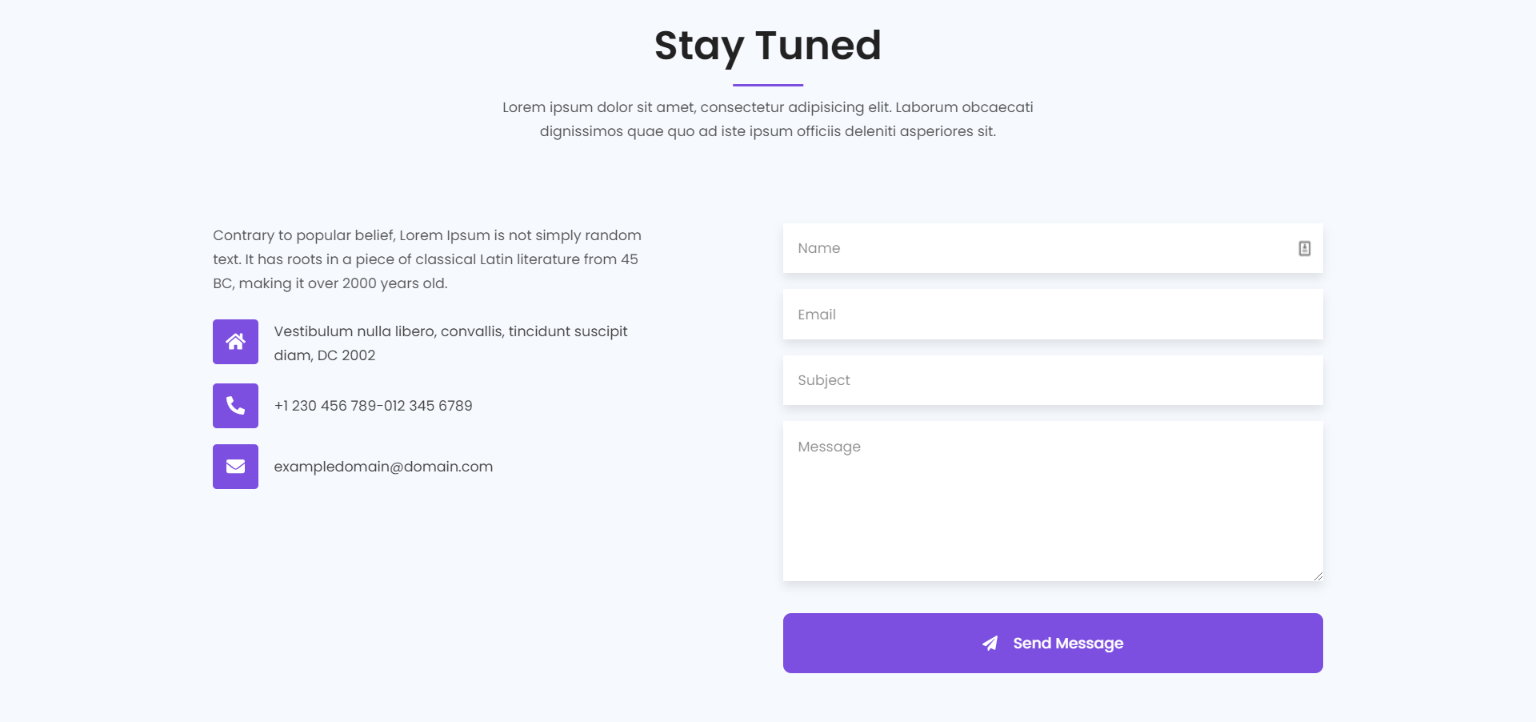 Stay Tuned
Lorem ipsum dolor sit amet, consectetur adipisicing elit. Laborum obcaecati
dignissimos quae quo ad iste ipsum officiis deleniti asperiores sit.
Contrary to popular belief, Lorem Ipsum is not simply random
text. It has roots in a piece of classical Latin literature from 45
BC, making it over 2000 years old.
Vestibulum nulla libero, convallis, tincidunt suscipit
diam, DC 2002
+1 230 456 789-012 345 6789
exampledomain@domain.com
Name
Email
Subject
Message
Send Message